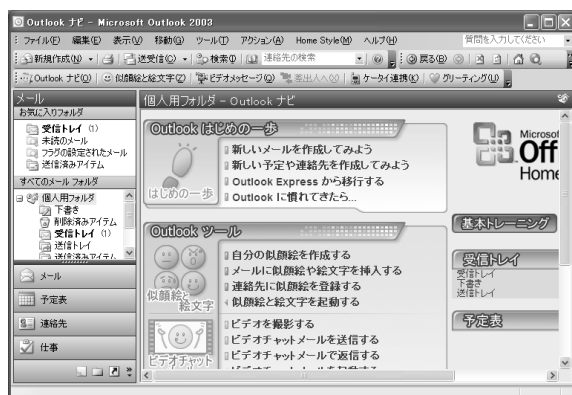 Outlook ナビ - Microsoft Outlook 2003
ファイル(F) 編集(E) 表示(V) 移動(G) ツール(T) アクション(A) Home Style(M) ヘルプ(H) 質問を入力してください
新規作成(N) 送受信(C) 検索(I) 連絡先の検索 戻る(B)
Outlook ナビ(O) 似顔絵と絵文字(Z) ビデオメッセージ(Q) 差出人へ(X) ケータイ連携(K) グリーティング(U)
メール
お気に入りフォルダ
受信トレイ (1)
未読のメール
フラグの設定されたメール
送信済みアイテム
すべてのメール フォルダ
個人用フォルダ
下書き
削除済みアイテム
受信トレイ (1)
送信トレイ
送信済みアイテム
メール
予定表
連絡先
仕事
個人用フォルダ - Outlook ナビ
Outlook はじめの一歩
はじめの一歩
新しいメールを作成してみよう
新しい予定や連絡先を作成してみよう
Outlook Express から移行する
Outlook に慣れてきたら...
Outlook ツール
似顔絵と絵文字
自分の似顔絵を作成する
メールに似顔絵や絵文字を挿入する
連絡先に似顔絵を登録する
似顔絵と絵文字を起動する
ビデオチャット
ビデオを撮影する
ビデオチャットメールを送信する
ビデオチャットメールで返信する
Microsof
Off
Home
基本トレーニング
受信トレイ
受信トレイ
下書き
送信トレイ
予定表